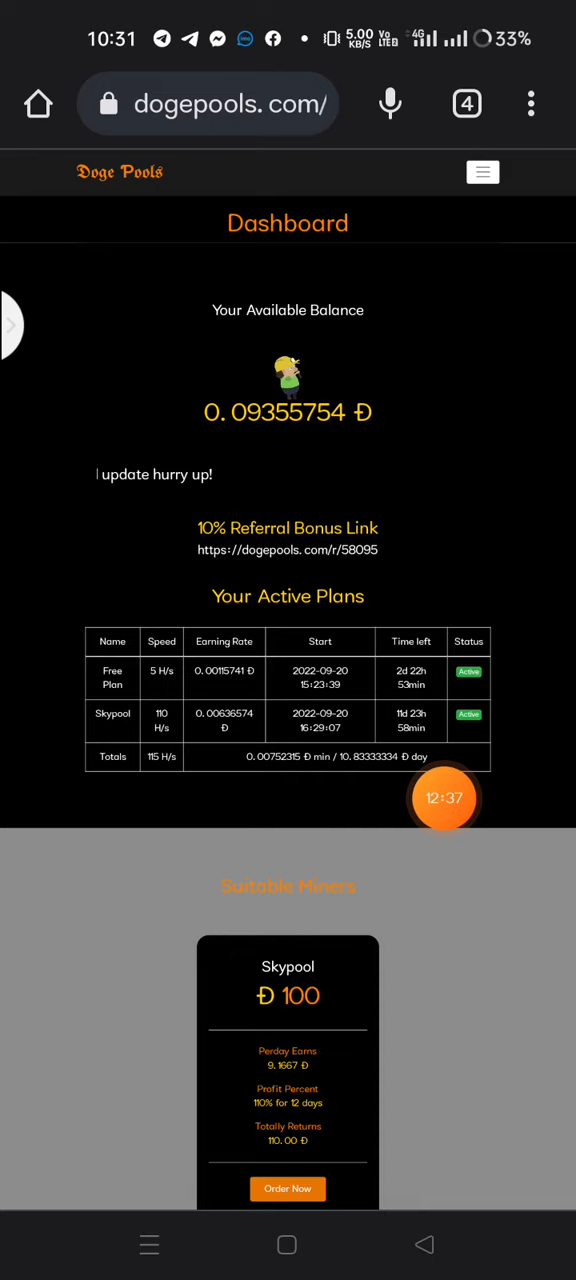 10:31 5.00 KB/S Vo LTE 4G 33%
dogepools. com/ 4
Doge Pools
Dashboard
Your Available Balance
0. 09355754 Đ
update hurry up!
10% Referral Bonus Link
https://dogepools. com/r/58095
Your Active Plans
Name Speed Earning Rate Start Time left Status
Free Plan 5 H/s 0. 00115741 Đ 2022-09-20 15:23:39 2d 22h 53min Active
Skypool 110 H/s 0. 00636574 Đ 2022-09-20 16:29:07 11d 23h 58min Active
Totals 115 H/s 0. 00752315 Đ min / 10. 83333334 Đ day
12:37
Suitable Miners
Skypool
Đ 100
Perday Earns
9. 1667 Đ
Profit Percent
110% for 12 days
Totally Returns
110. 00 Đ
Order Now